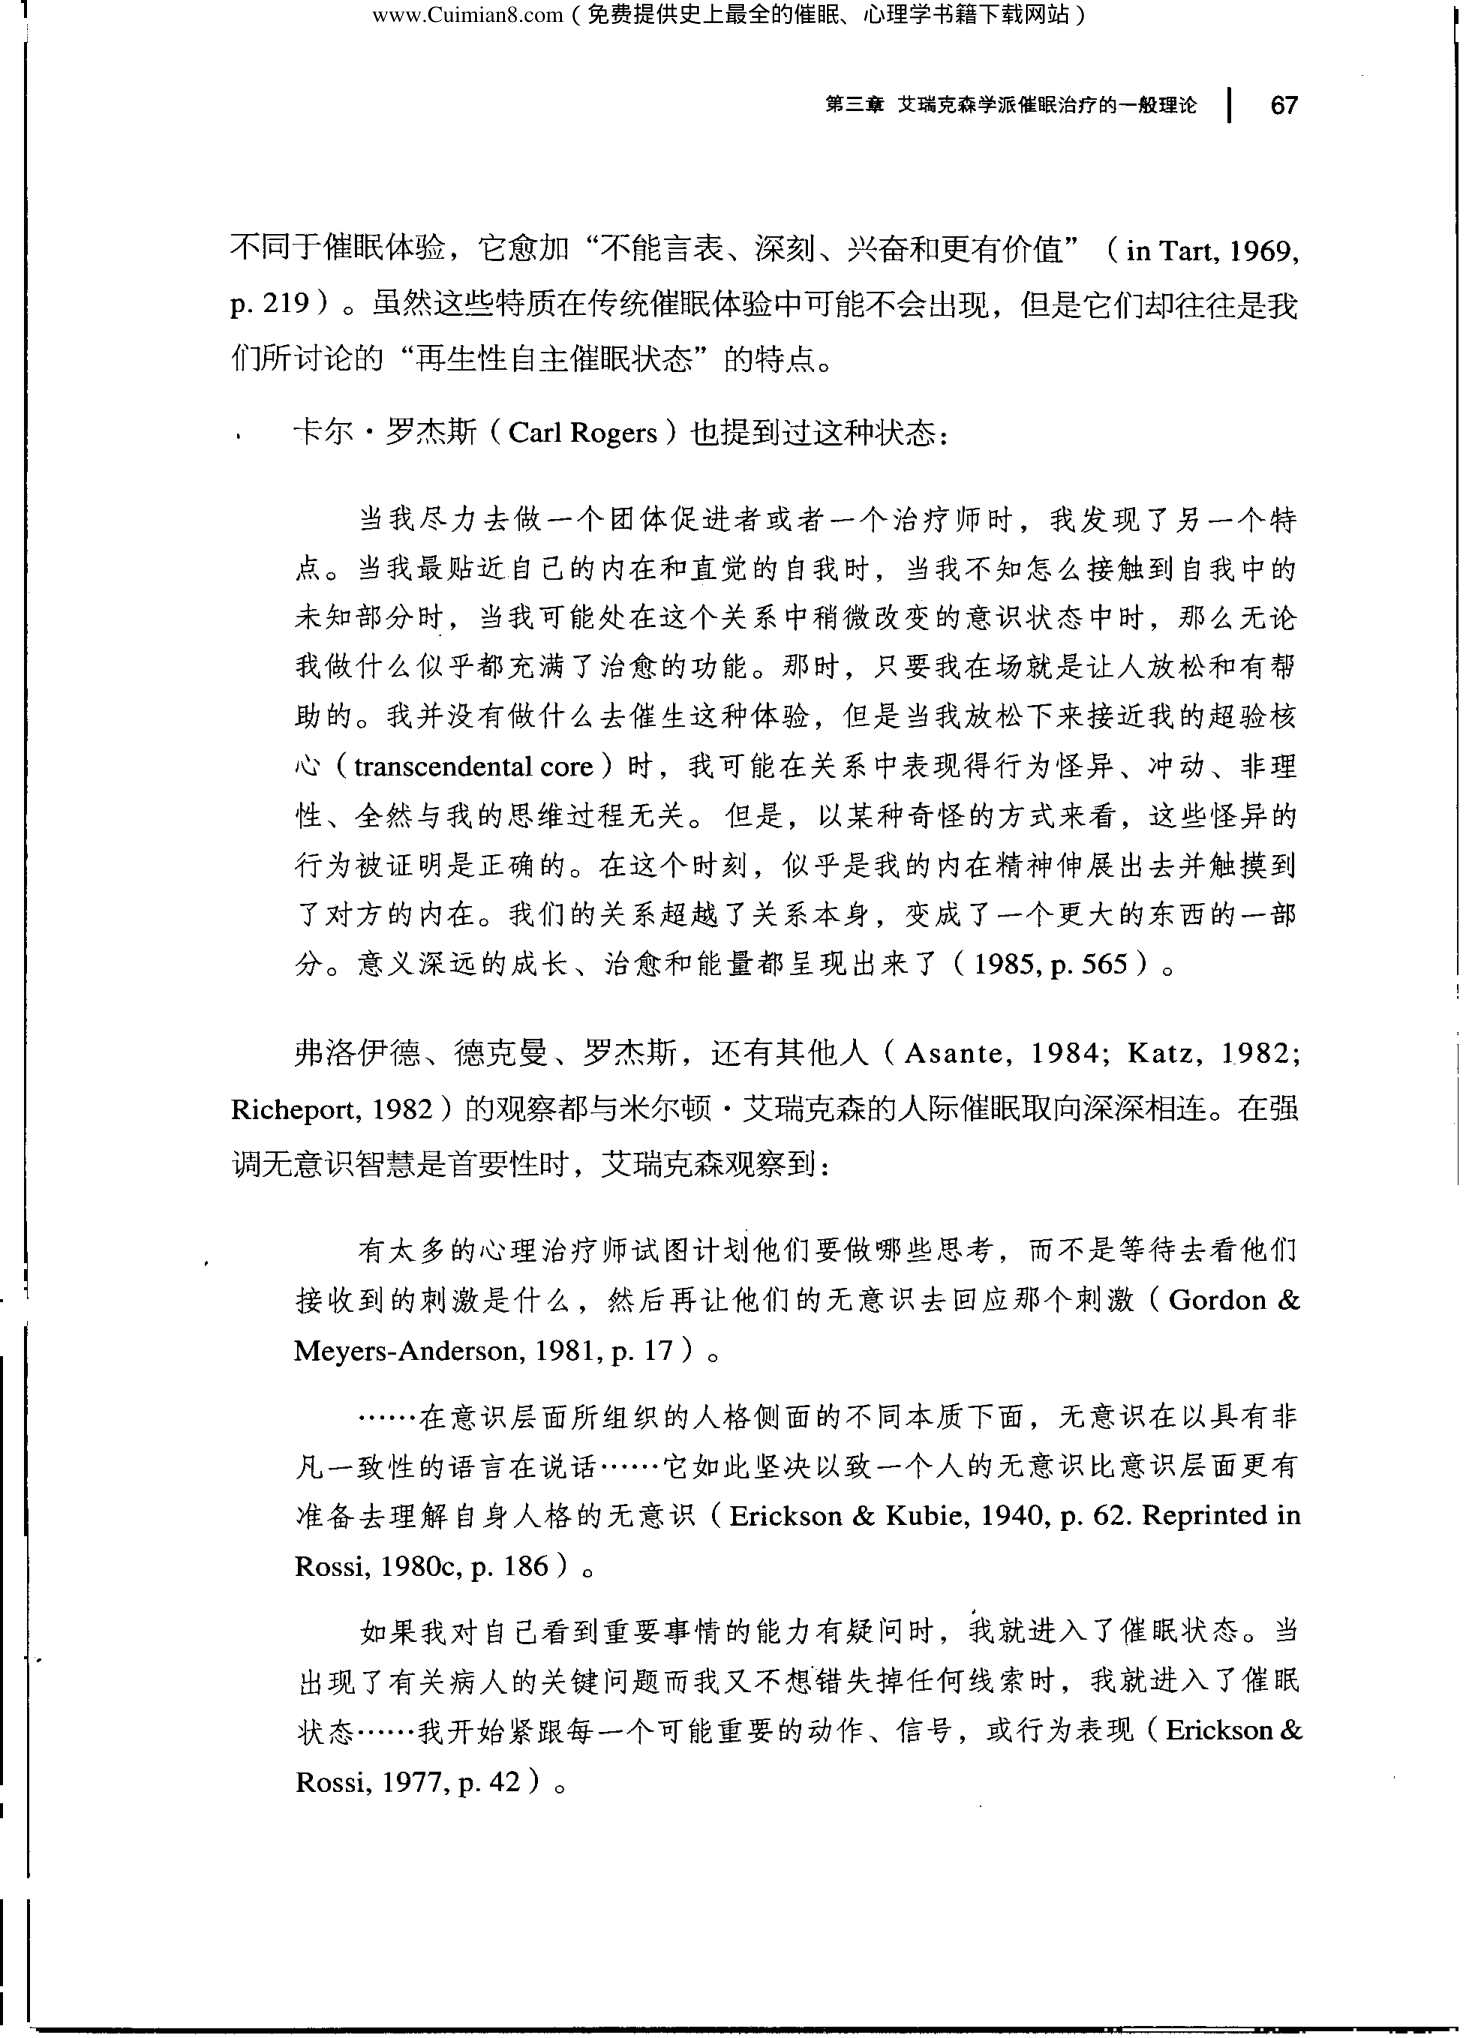 www.Cuimian8.com（免费提供史上最全的催眠、心理学书籍下载网站）
第三章 艾瑞克森学派催眠治疗的一般理论 67
不同于催眠体验，它愈加“不能言表、深刻、兴奋和更有价值”（in Tart, 1969,
p. 219）。虽然这些特质在传统催眠体验中可能不会出现，但是它们却往往是我
们所讨论的“再生性自主催眠状态”的特点。
卡尔·罗杰斯（Carl Rogers）也提到过这种状态：
当我尽力去做一个团体促进者或者一个治疗师时，我发现了另一个特
点。当我最贴近自己的内在和直觉的自我时，当我不知怎么接触到自我中的
未知部分时，当我可能处在这个关系中稍微改变的意识状态中时，那么无论
我做什么似乎都充满了治愈的功能。那时，只要我在场就是让人放松和有帮
助的。我并没有做什么去催生这种体验，但是当我放松下来接近我的超验核
心（transcendental core）时，我可能在关系中表现得行为怪异、冲动、非理
性、全然与我的思维过程无关。但是，以某种奇怪的方式来看，这些怪异的
行为被证明是正确的。在这个时刻，似乎是我的内在精神伸展出去并触摸到
了对方的内在。我们的关系超越了关系本身，变成了一个更大的东西的一部
分。意义深远的成长、治愈和能量都呈现出来了（1985, p. 565）。
弗洛伊德、德克曼、罗杰斯，还有其他人（Asante, 1984; Katz, 1982;
Richeport, 1982）的观察都与米尔顿·艾瑞克森的人际催眠取向深深相连。在强
调无意识智慧是首要性时，艾瑞克森观察到：
有太多的心理治疗师试图计划他们要做哪些思考，而不是等待去看他们
接收到的刺激是什么，然后再让他们的无意识去回应那个刺激（Gordon &
Meyers-Anderson, 1981, p. 17）。
……在意识层面所组织的人格侧面的不同本质下面，无意识在以具有非
凡一致性的语言在说话……它如此坚决以致一个人的无意识比意识层面更有
准备去理解自身人格的无意识（Erickson & Kubie, 1940, p. 62. Reprinted in
Rossi, 1980c, p. 186）。
如果我对自己看到重要事情的能力有疑问时，我就进入了催眠状态。当
出现了有关病人的关键问题而我又不想错失掉任何线索时，我就进入了催眠
状态……我开始紧跟每一个可能重要的动作、信号，或行为表现（Erickson &
Rossi, 1977, p. 42）。